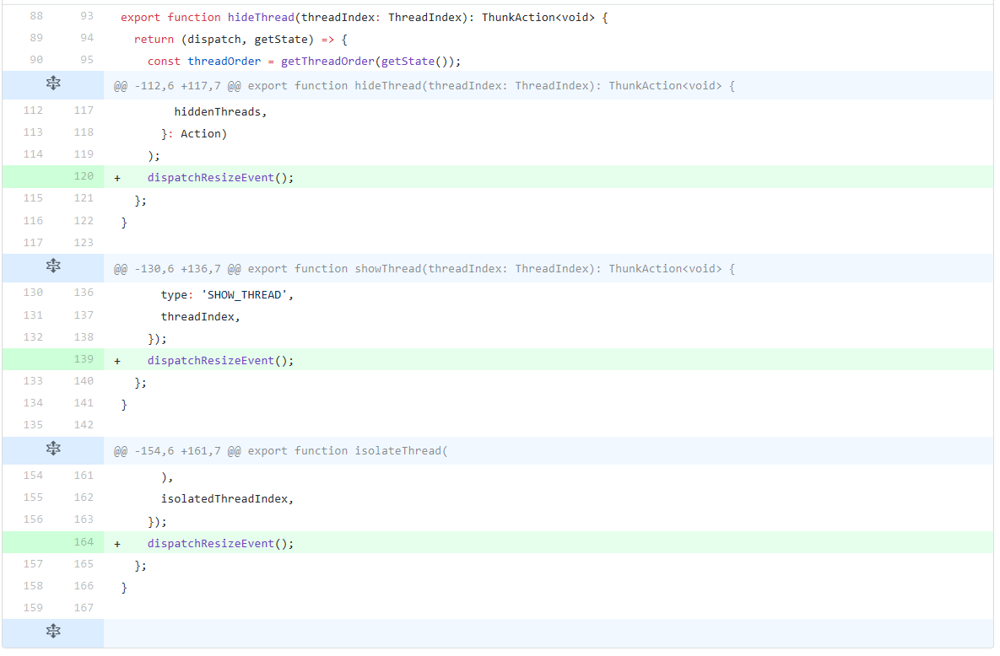 88 93 export function hideThread(threadIndex: ThreadIndex): ThunkAction<void> {
89 94 return (dispatch, getState) => {
90 95 const threadOrder = getThreadOrder(getState());
@@ -112,6 +117,7 @@ export function hideThread(threadIndex: ThreadIndex): ThunkAction<void> {
112 117 hiddenThreads,
113 118 }: Action)
114 119 );
120 + dispatchResizeEvent();
115 121 };
116 122 }
117 123
@@ -130,6 +136,7 @@ export function showThread(threadIndex: ThreadIndex): ThunkAction<void> {
130 136 type: 'SHOW_THREAD',
131 137 threadIndex,
132 138 });
139 + dispatchResizeEvent();
133 140 };
134 141 }
135 142
@@ -154,6 +161,7 @@ export function isolateThread(
154 161 ),
155 162 isolatedThreadIndex,
156 163 });
164 + dispatchResizeEvent();
157 165 };
158 166 }
159 167